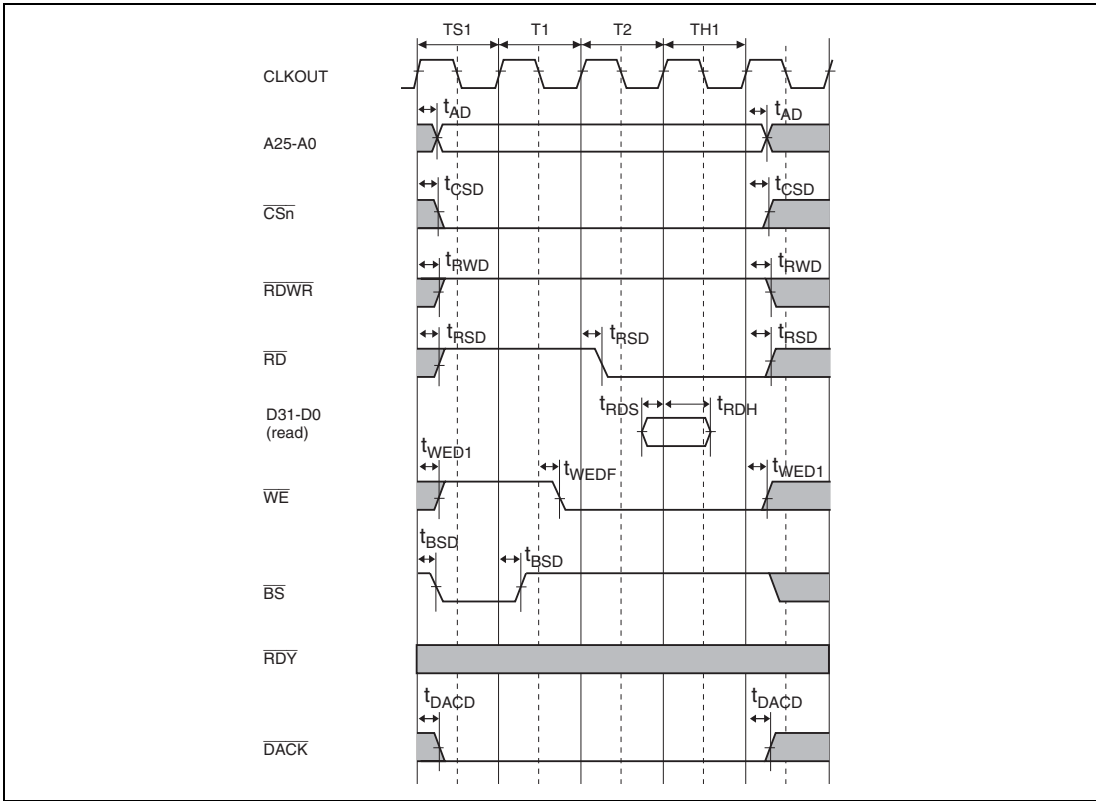 TS1 T1 T2 TH1
CLKOUT
tAD tAD
A25-A0
tCSD tCSD
CSn
tRWD tRWD
RDWR
tRSD tRSD tRSD
RD
D31-D0
(read)
tRDS tRDH
tWED1 tWEDF tWED1
WE
tBSD tBSD
BS
RDY
tDACD tDACD
DACK